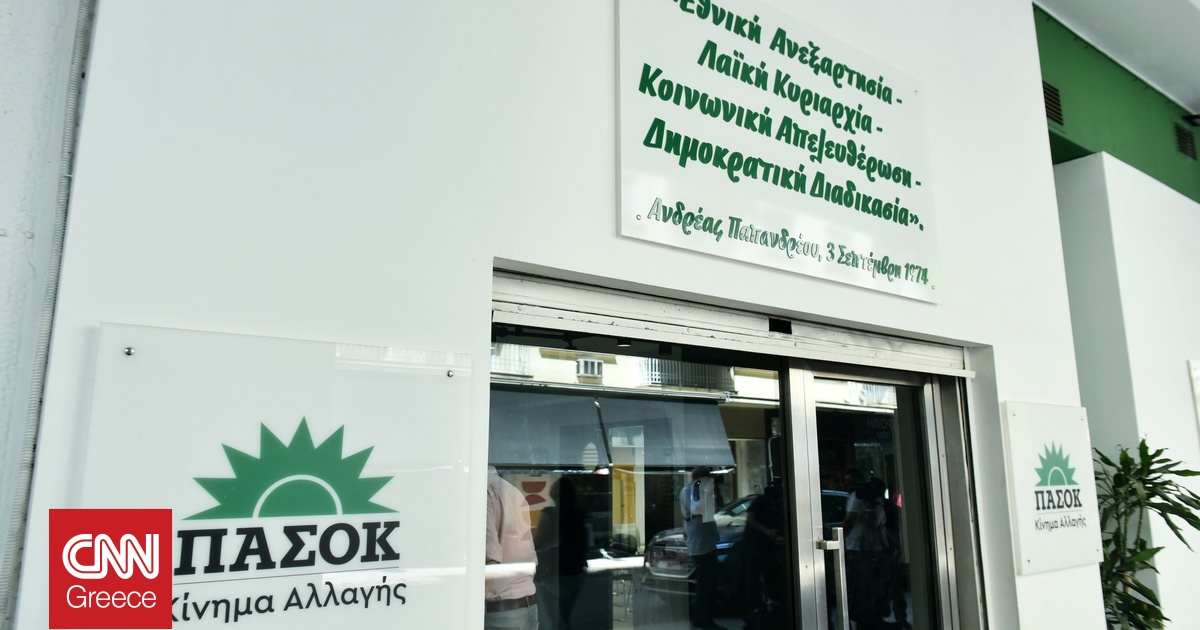 «Εθνική Ανεξαρτησία -
Λαϊκή Κυριαρχία -
Κοινωνική Απελευθέρωση -
Δημοκρατική Διαδικασία».
Ανδρέας Παπανδρέου, 3 Σεπτέμβρη 1974
ΠΑΣΟΚ
Κίνημα Αλλαγής
ΠΑΣΟΚ
Κίνημα Αλλαγής
CNN
Greece